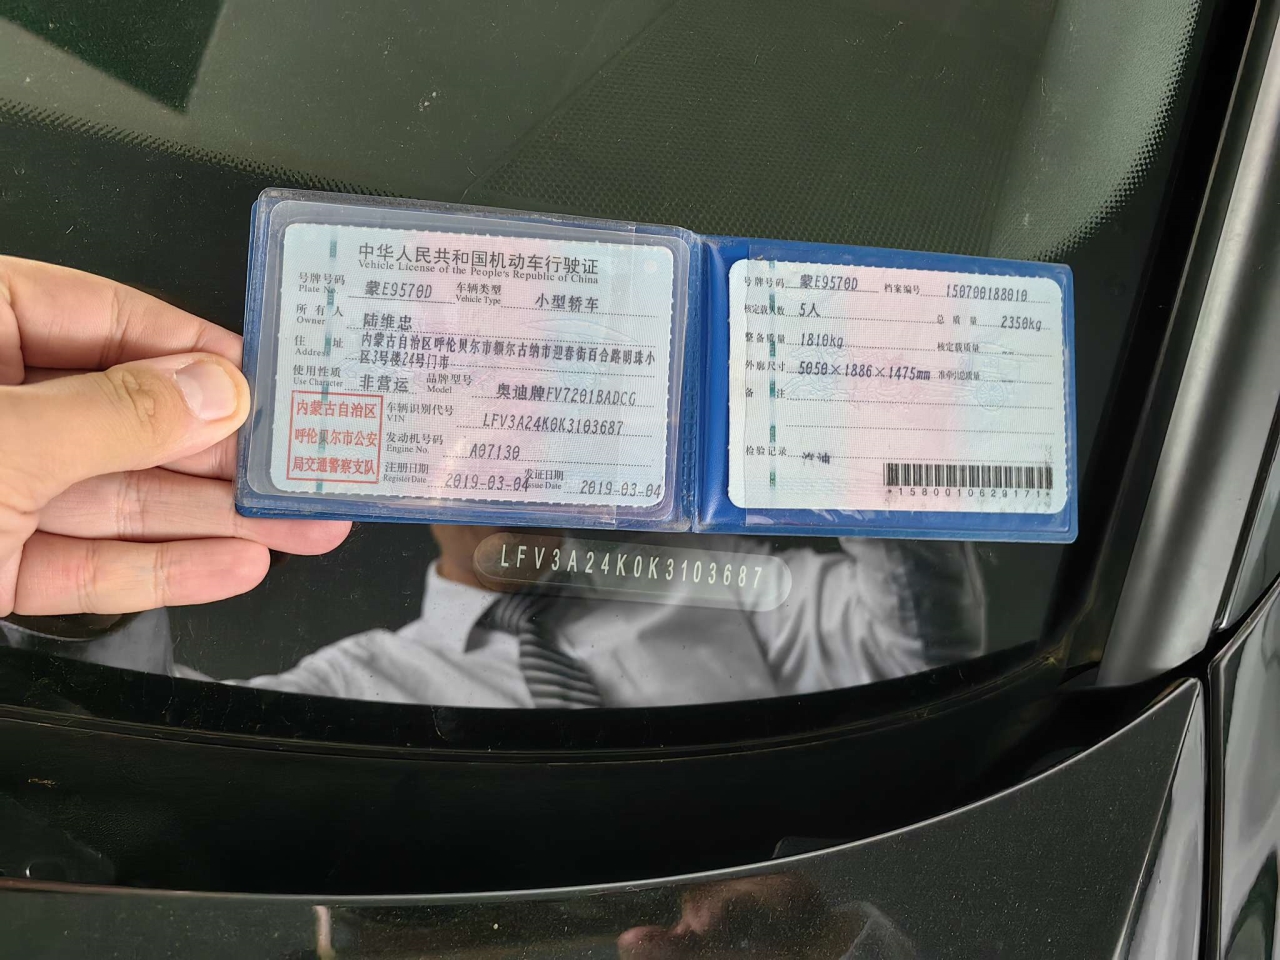 中华人民共和国机动车行驶证
Vehicle License of the People's Republic of China
号牌号码 蒙E9570D 车辆类型 小型轿车
Plate No. Vehicle Type
所有人 陆维忠
Owner
住址 内蒙古自治区呼伦贝尔市额尔古纳市迎春街百合路明珠小
Address 区3号楼24号门市
使用性质 非营运 品牌型号 奥迪牌FV7201BADCG
Use Character Model
内蒙古自治区
呼伦贝尔市公安
局交通警察支队
车辆识别代号 LFV3A24K0K3103687
VIN
发动机号码 A07130
Engine No.
注册日期 2019-03-04 发证日期 2019-03-04
Register Date Issue Date
号牌号码 蒙E9570D 档案编号 150700188010
核定载人数 5人 总质量 2350kg
整备质量 1810kg 核定载质量 --
外廓尺寸 5050×1886×1475mm 准牵引总质量 --
备注
检验记录 汽油
*1580010629171*
LFV3A24K0K3103687